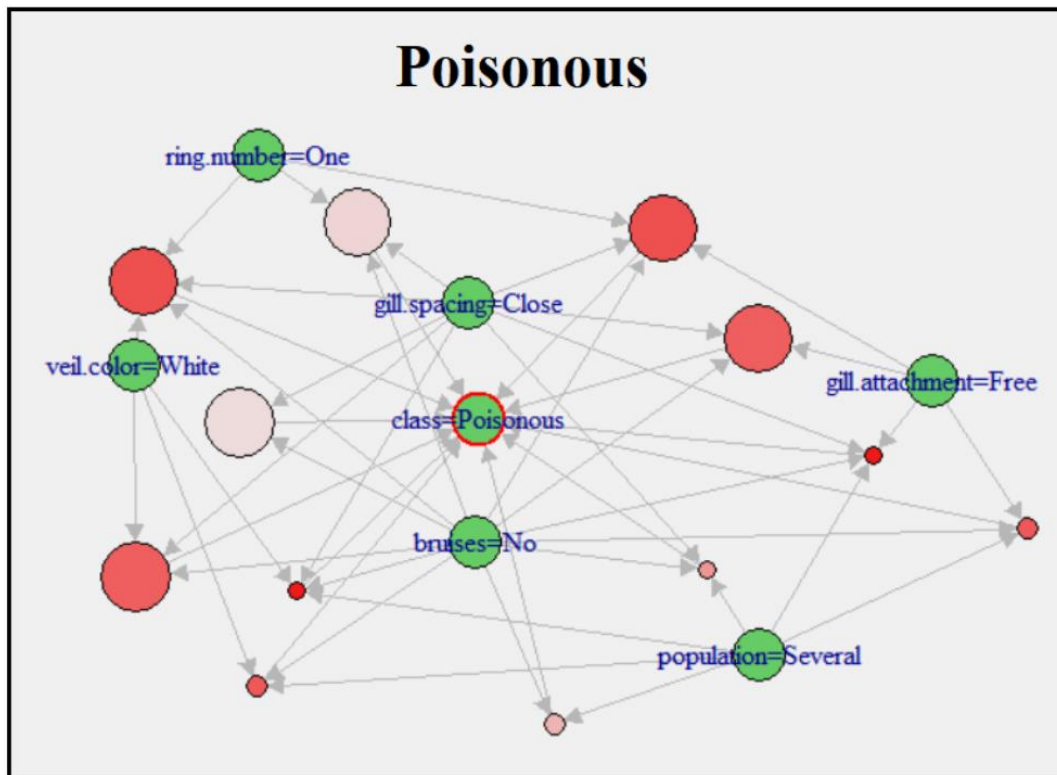 Poisonous
ring.number=One
gill.spacing=Close
veil.color=White
gill.attachment=Free
class=Poisonous
bruises=No
population=Several